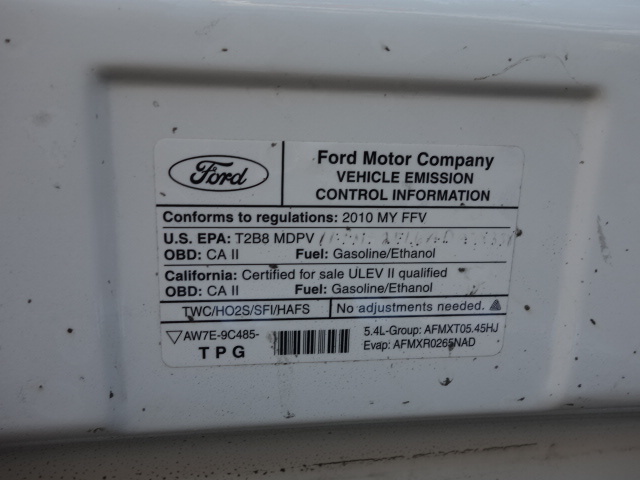 Ford
Ford Motor Company
VEHICLE EMISSION
CONTROL INFORMATION
Conforms to regulations: 2010 MY FFV
U.S. EPA: T2B8 MDPV
OBD: CA II Fuel: Gasoline/Ethanol
California: Certified for sale ULEV II qualified
OBD: CA II Fuel: Gasoline/Ethanol
TWC/HO2S/SFI/HAFS No adjustments needed.
AW7E-9C485- 5.4L-Group: AFMXT05.45HJ
TPG Evap: AFMXR0265NAD